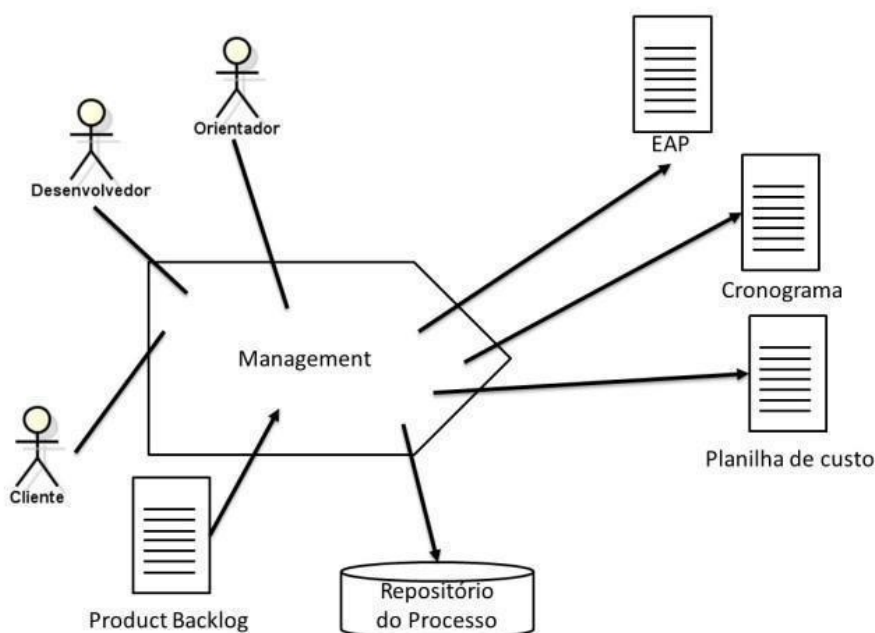 Orientador
EAP
Desenvolvedor
Cronograma
Management
Planilha de custo
Cliente
Product Backlog
Repositório
do Processo